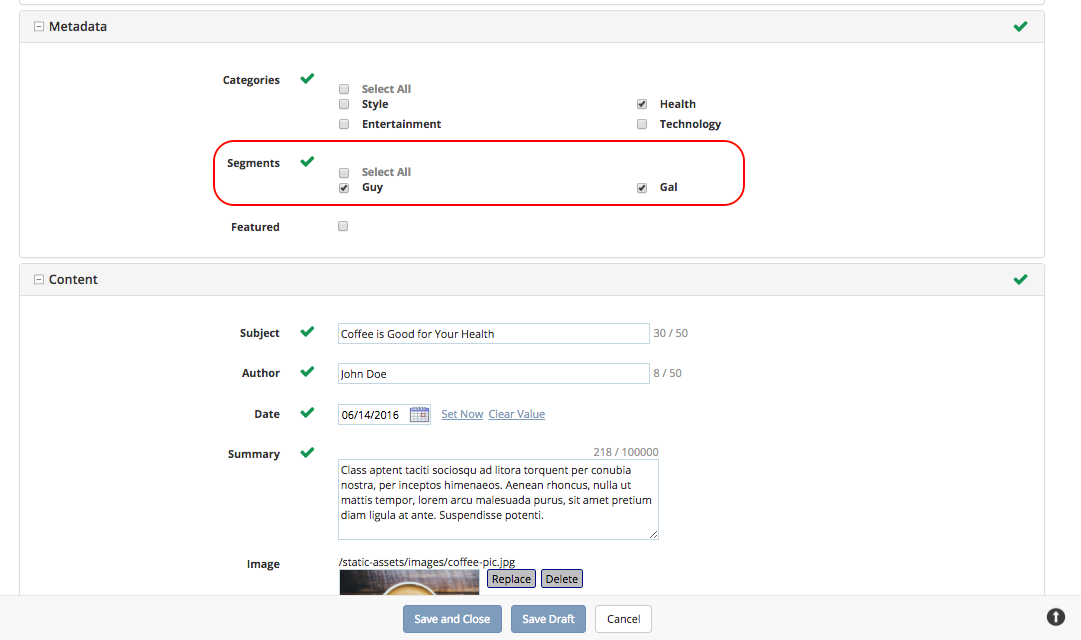 Metadata
Categories
Select All
Style Health
Entertainment Technology
Segments
Select All
Guy Gal
Featured
Content
Subject Coffee is Good for Your Health 30 / 50
Author John Doe 8 / 50
Date 06/14/2016 Set Now Clear Value
Summary 218 / 100000
Class aptent taciti sociosqu ad litora torquent per conubia
nostra, per inceptos himenaeos. Aenean rhoncus, nulla ut
mattis tempor, lorem arcu malesuada purus, sit amet pretium
diam ligula at ante. Suspendisse potenti.
Image /static-assets/images/coffee-pic.jpg
Replace Delete
Save and Close Save Draft Cancel